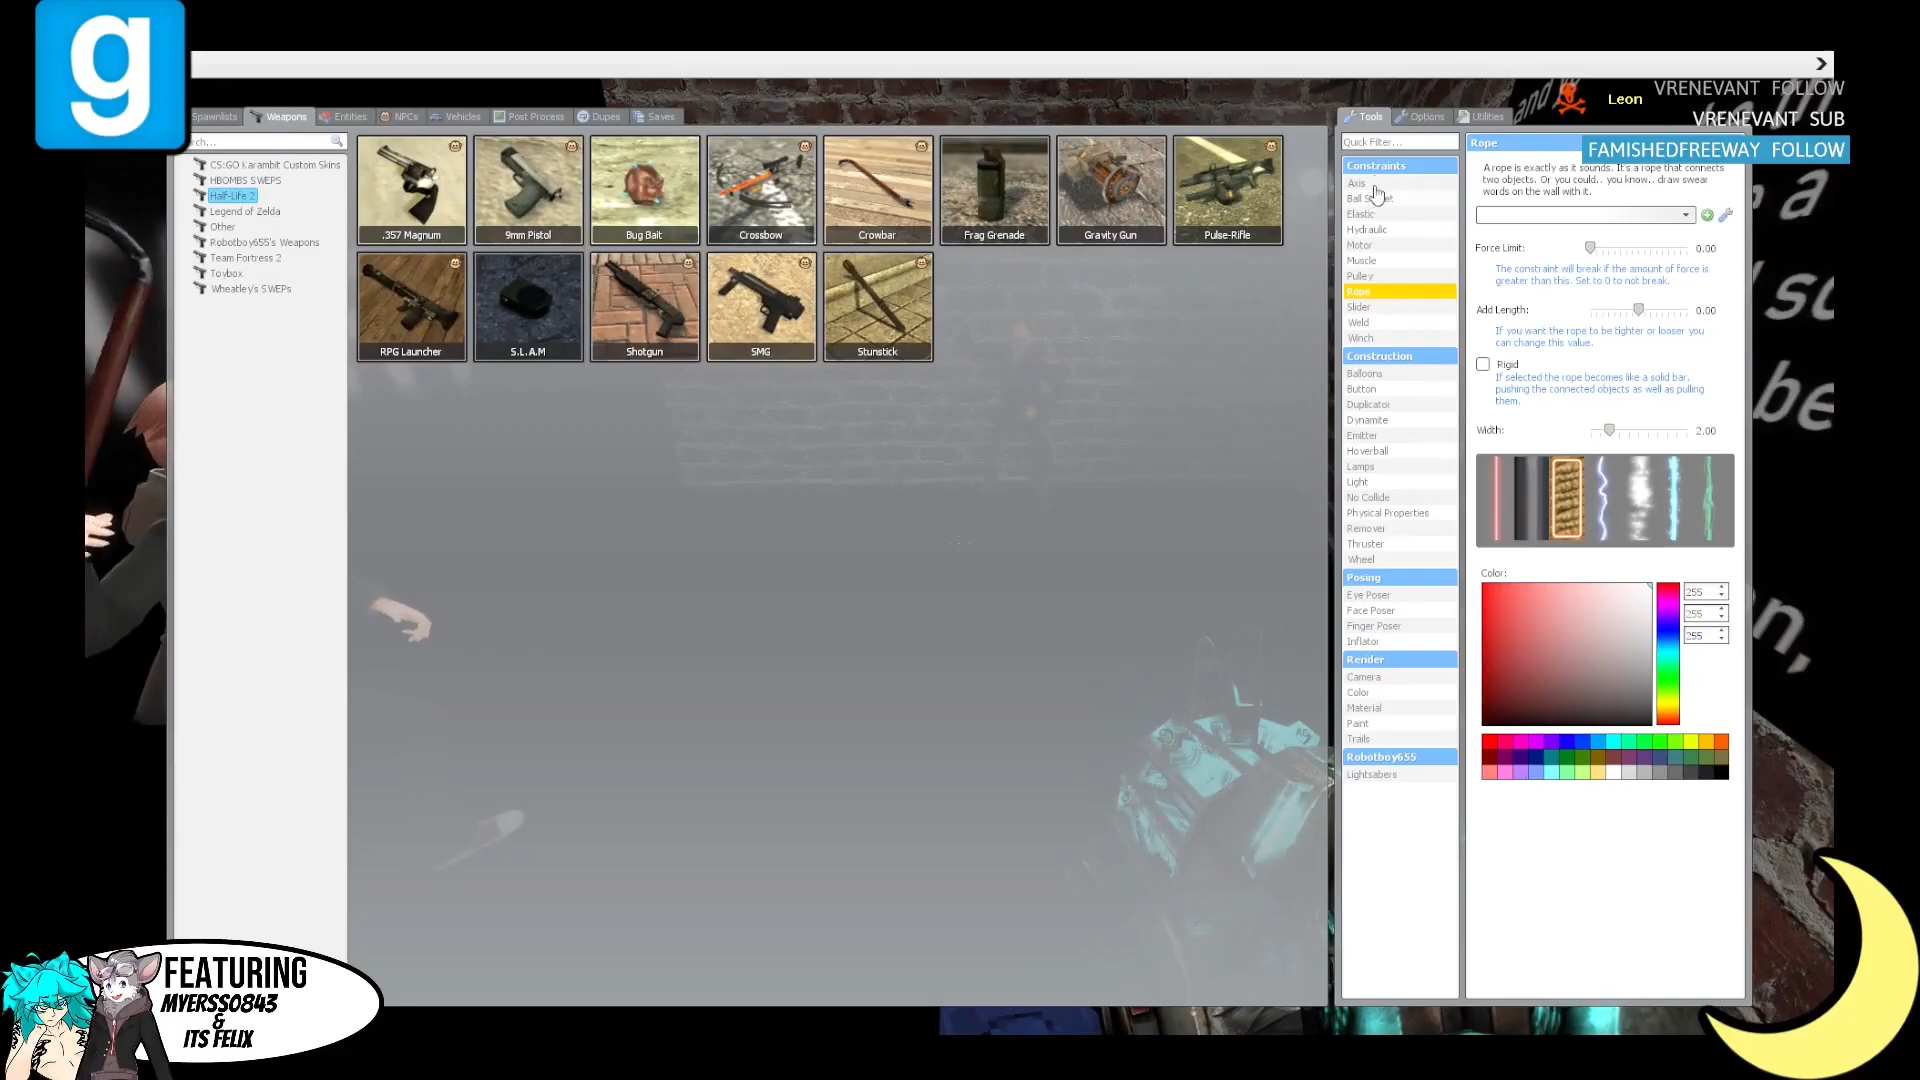 g
VRENEVANT FOLLOW
Leon
VRENEVANT SUB
FAMISHEDFREEWAY FOLLOW
Spawnlists
Weapons
Entities
NPCs
Vehicles
Post Process
Dupes
Saves
CS:GO Karambit Custom Skins
HBOMBS SWEPS
Half-Life 2
Legend of Zelda
Other
Robotboy655's Weapons
Team Fortress 2
Toybox
Wheatley's SWEPs
.357 Magnum
9mm Pistol
Bug Bait
Crossbow
Crowbar
Frag Grenade
Gravity Gun
Pulse-Rifle
RPG Launcher
S.L.A.M
Shotgun
SMG
Stunstick
Tools
Options
Utilities
Quick Filter...
Constraints
Axis
Elastic
Hydraulic
Motor
Muscle
Pulley
Rope
Slider
Weld
Winch
Construction
Balloons
Button
Duplicator
Dynamite
Emitter
Hoverball
Lamps
Light
No Collide
Physical Properties
Remover
Thruster
Wheel
Posing
Eye Poser
Face Poser
Finger Poser
Inflator
Render
Camera
Color
Material
Paint
Trails
Robotboy655
Lightsabers
Rope
A rope is exactly as it sounds. It's a rope that connects
two objects. Or you could.. you know.. draw swear
words on the wall with it.
Force Limit: 0.00
The constraint will break if the amount of force is
greater than this. Set to 0 to not break.
Add Length: 0.00
If you want the rope to be tighter or looser you
can change this value.
Rigid
If selected the rope becomes like a solid bar,
pushing the connected objects as well as pulling
them.
Width: 2.00
Color:
255
255
255
and
be
FEATURING
MYERSS0843
&
ITS FELIX